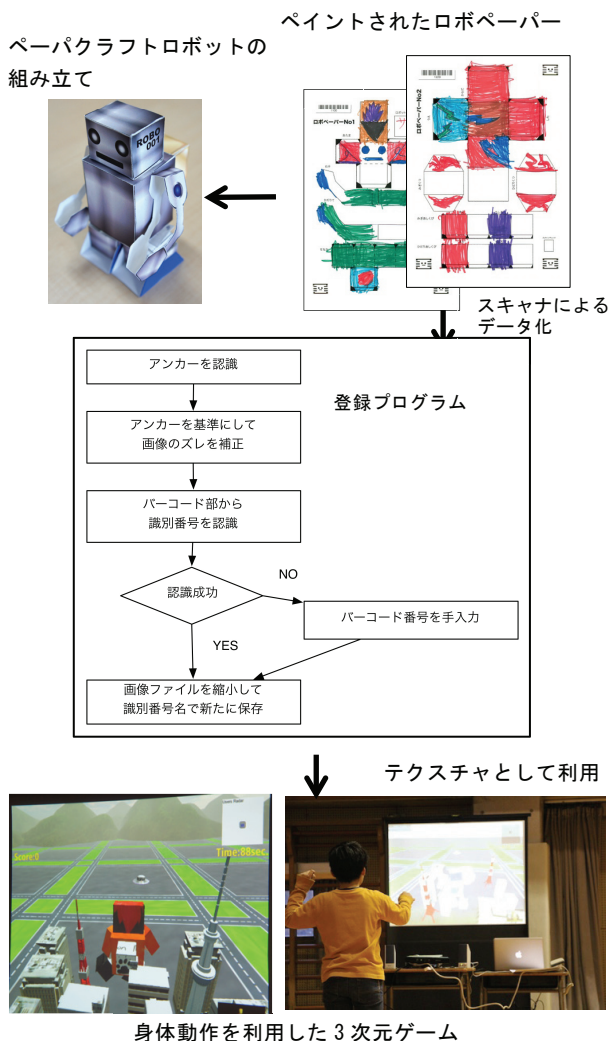 ペイントされたロボペーパー
ペーパクラフトロボットの
組み立て
ROBO
001
ロボペーパーNo1
ロボペーパーNo2
スキャナによる
データ化
登録プログラム
アンカーを認識
アンカーを基準にして
画像のズレを補正
バーコード部から
識別番号を認識
認識成功
NO
バーコード番号を手入力
YES
画像ファイルを縮小して
識別番号名で新たに保存
テクスチャとして利用
Score:0
Time:88sec
身体動作を利用した3次元ゲーム